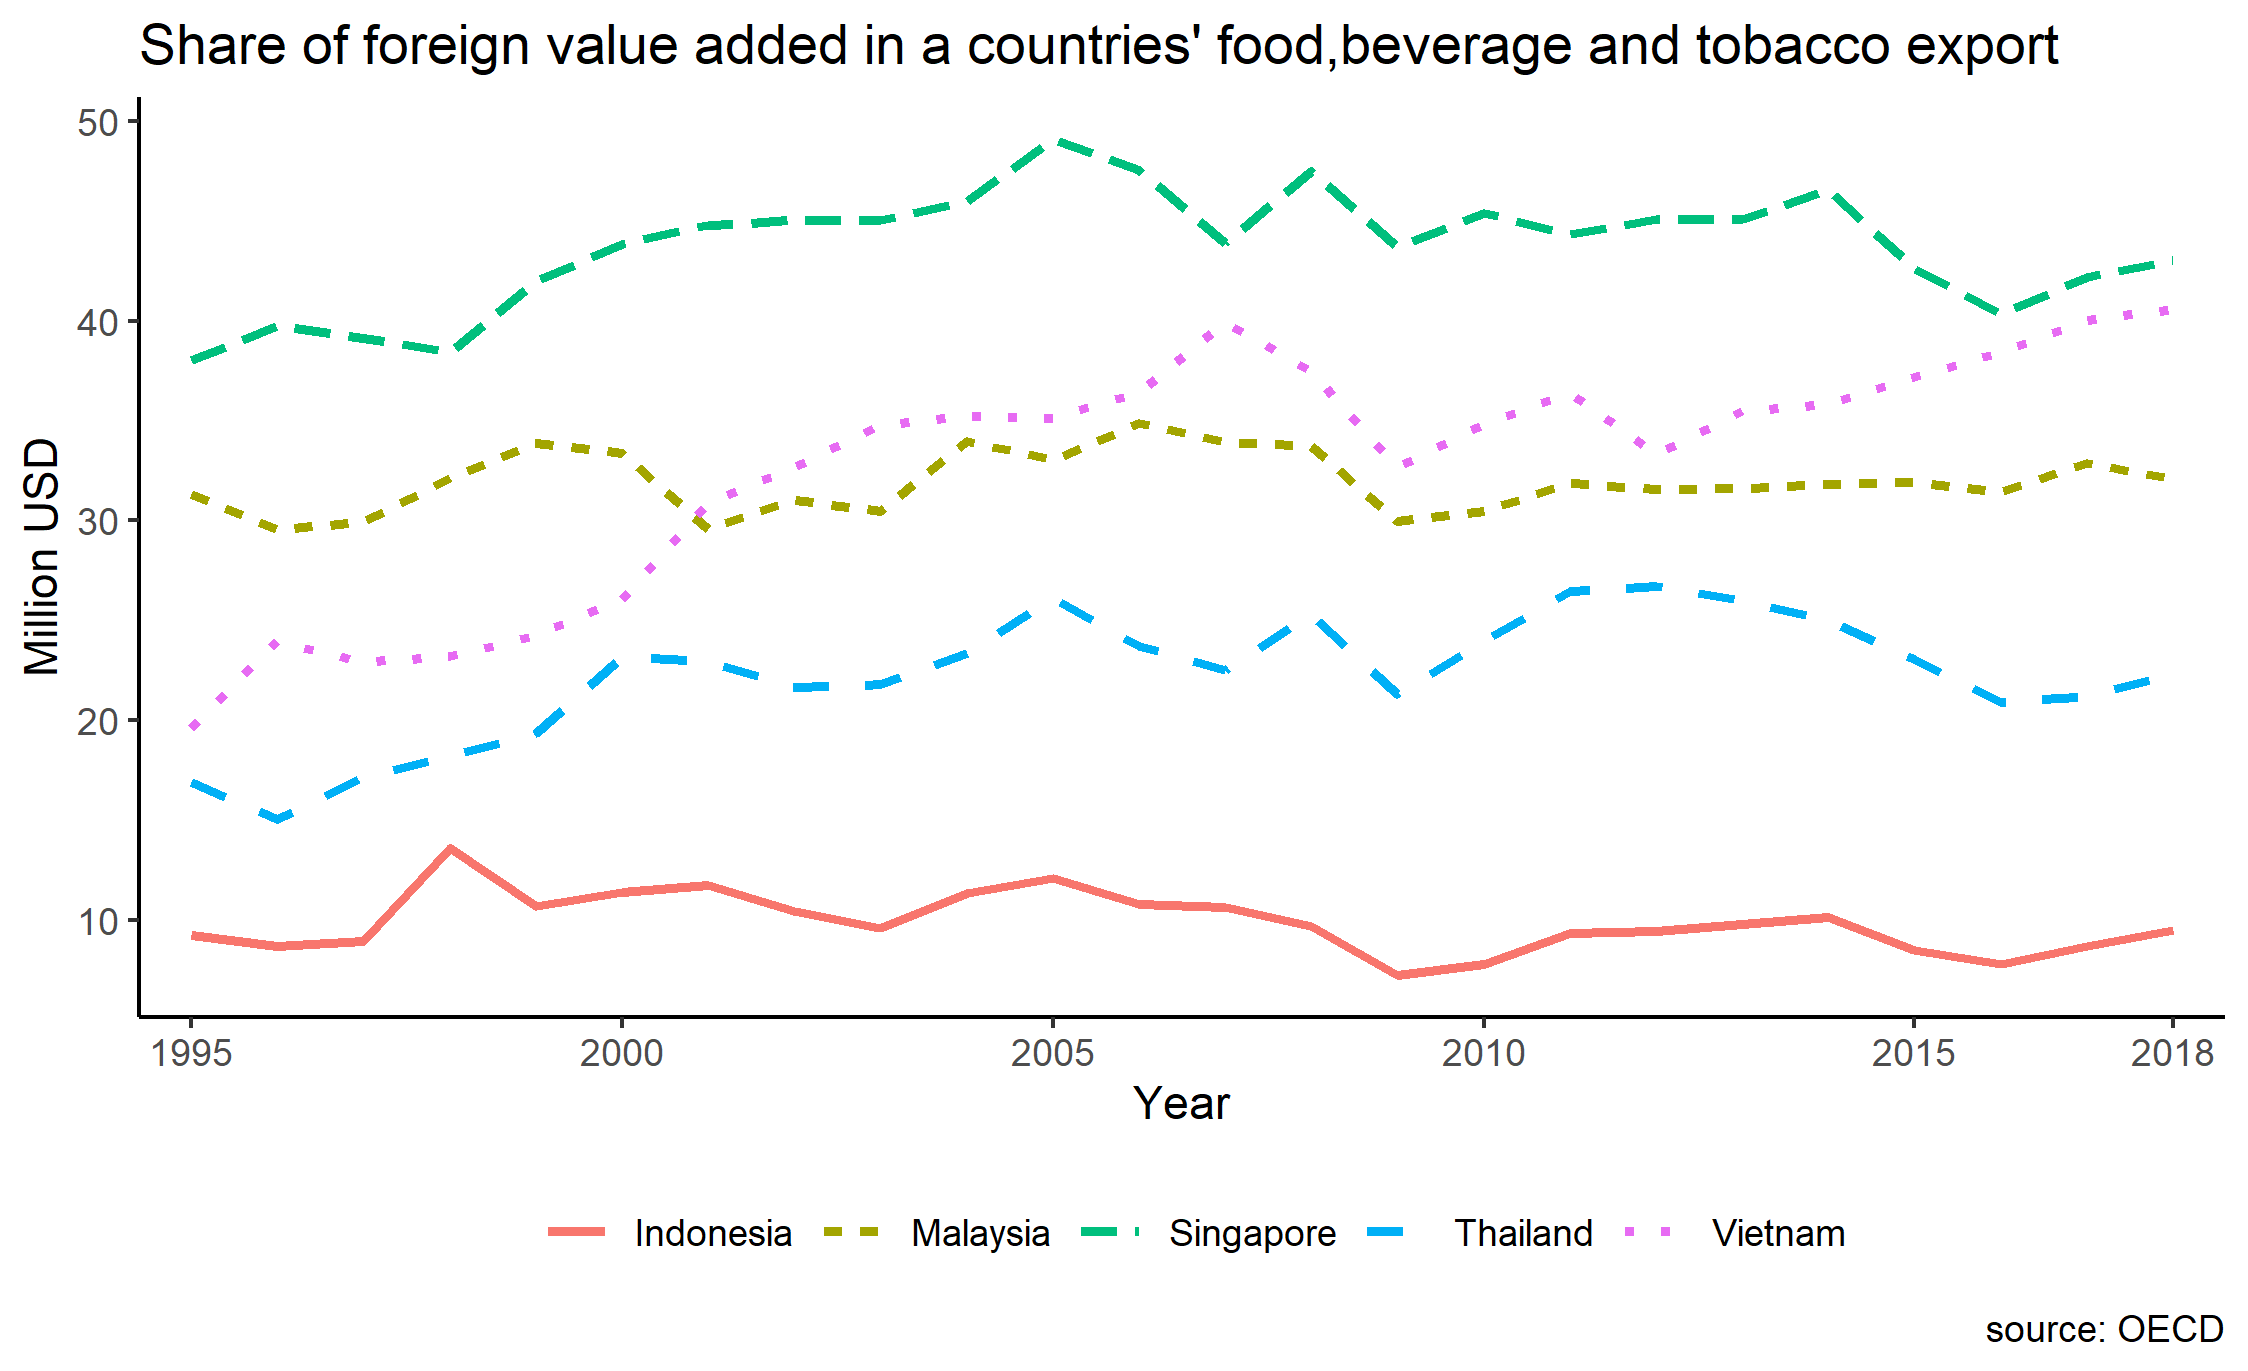 Share of foreign value added in a countries' food,beverage and tobacco export
50
40
30
20
10
Million USD
1995 2000 2005 2010 2015 2018
Year
Indonesia Malaysia Singapore Thailand Vietnam
source: OECD